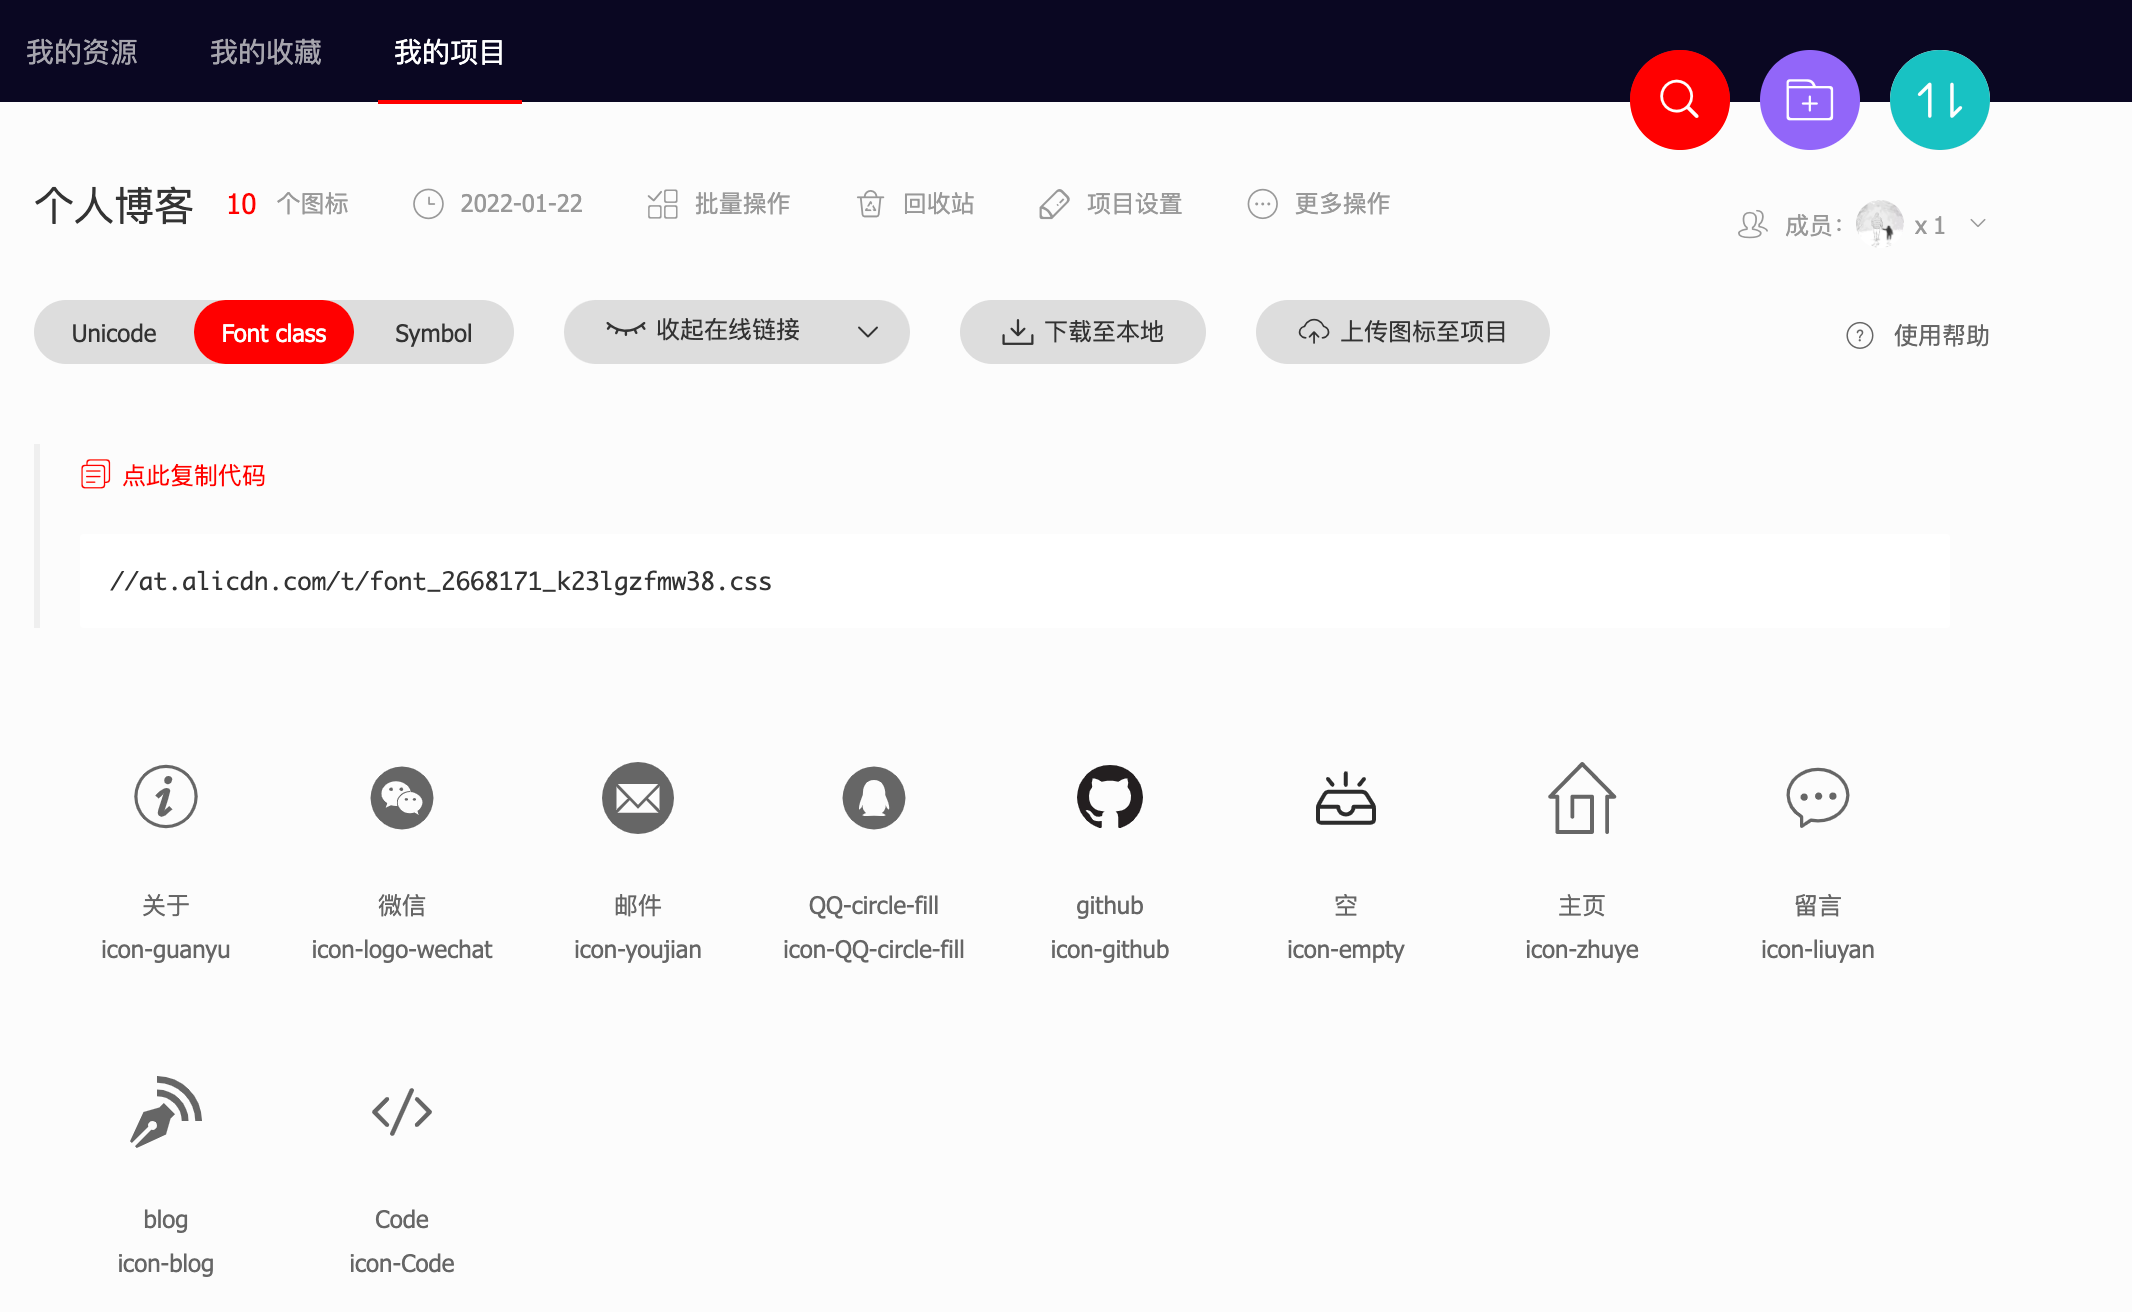 我的资源 我的收藏 我的项目
个人博客 10 个图标 2022-01-22 批量操作 回收站 项目设置 更多操作
成员: x 1
Unicode Font class Symbol 收起在线链接 下载至本地 上传图标至项目 使用帮助
点此复制代码
//at.alicdn.com/t/font_2668171_k23lgzfmw38.css
关于 微信 邮件 QQ-circle-fill github 空 主页 留言
icon-guanyu icon-logo-wechat icon-youjian icon-QQ-circle-fill icon-github icon-empty icon-zhuye icon-liuyan
blog Code
icon-blog icon-Code